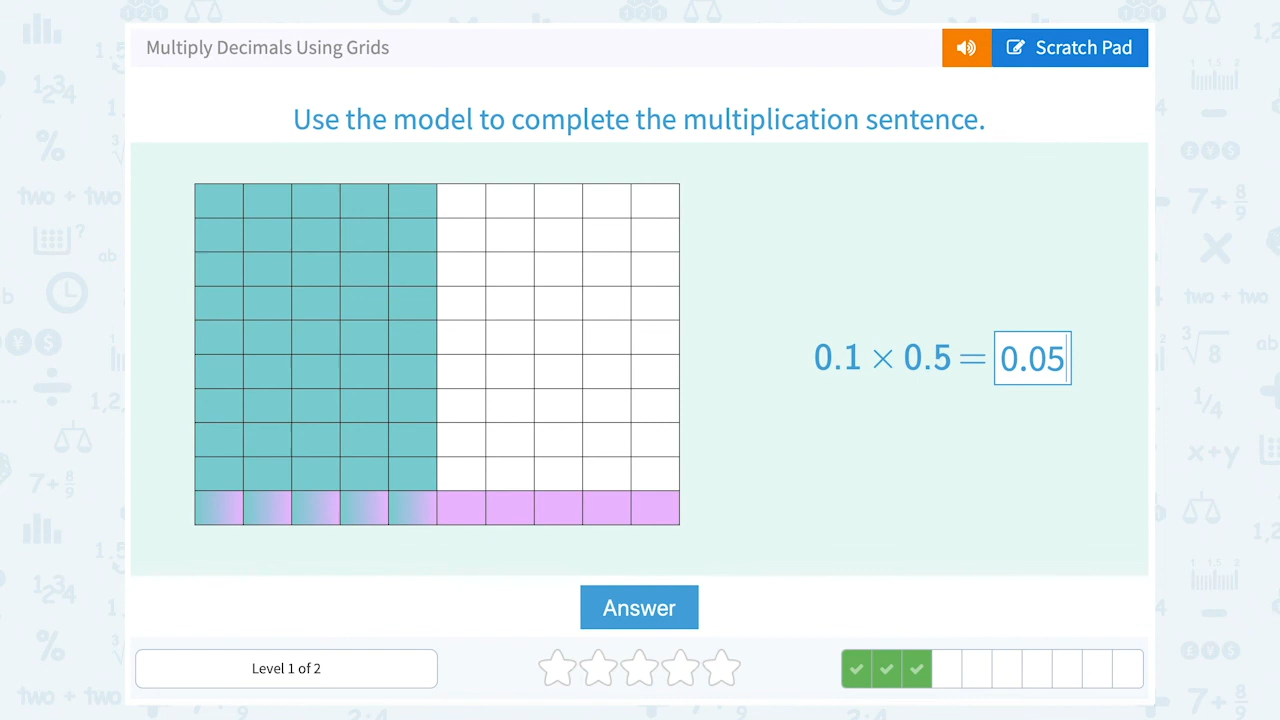 Multiply Decimals Using Grids
Scratch Pad
Use the model to complete the multiplication sentence.
0.1 × 0.5 = 0.05
Answer
Level 1 of 2